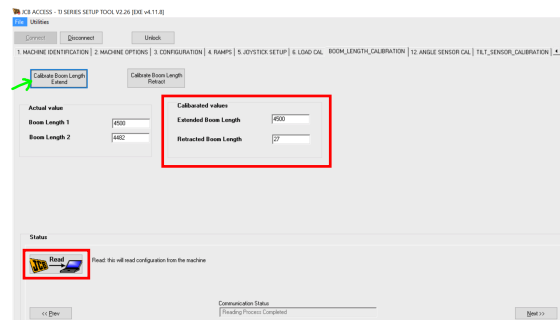 JCB ACCESS - TJ SERIES SETUP TOOL V2.26 (EXE v4.11.8)
File Utilities
Connect Disconnect Unlock
1. MACHINE IDENTIFICATION 2. MACHINE OPTIONS 3. CONFIGURATION 4. RAMPS 5. JOYSTICK SETUP 6. LOAD CAL BOOM_LENGTH_CALIBRATION 12. ANGLE SENSOR CAL TILT_SENSOR_CALIBRATION
Calibrate Boom Length
Extend
Calibrate Boom Length
Retract
Actual value
Boom Length 1 4500
Boom Length 2 4482
Calibarated values
Extended Boom Length 4500
Retracted Boom Length 27
Status
JCB Read
Read: this will read configuration from the machine
Communication Status
Reading Process Completed
<< Prev
Next >>